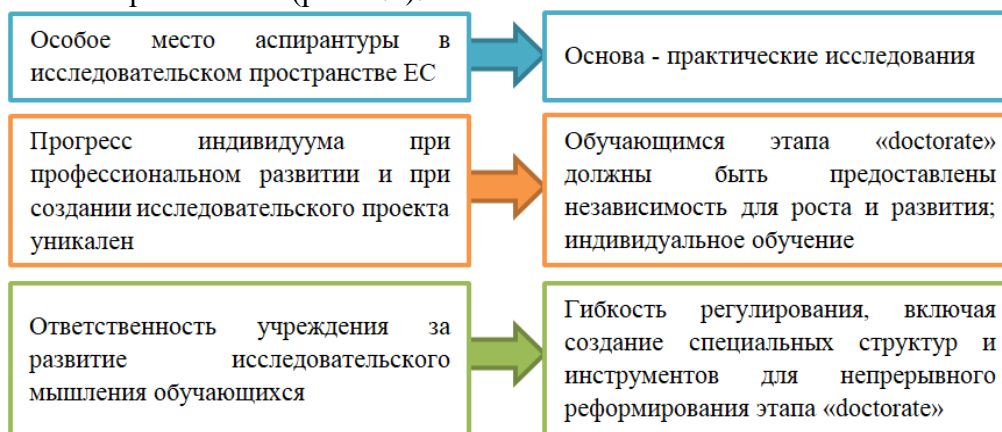 Особое место аспирантуры в
исследовательском пространстве ЕС
Основа - практические исследования
Прогресс индивидуума при
профессиональном развитии и при
создании исследовательского проекта
уникален
Обучающимся этапа «doctorate»
должны быть предоставлены
независимость для роста и развития;
индивидуальное обучение
Ответственность учреждения за
развитие исследовательского
мышления обучающихся
Гибкость регулирования, включая
создание специальных структур и
инструментов для непрерывного
реформирования этапа «doctorate»